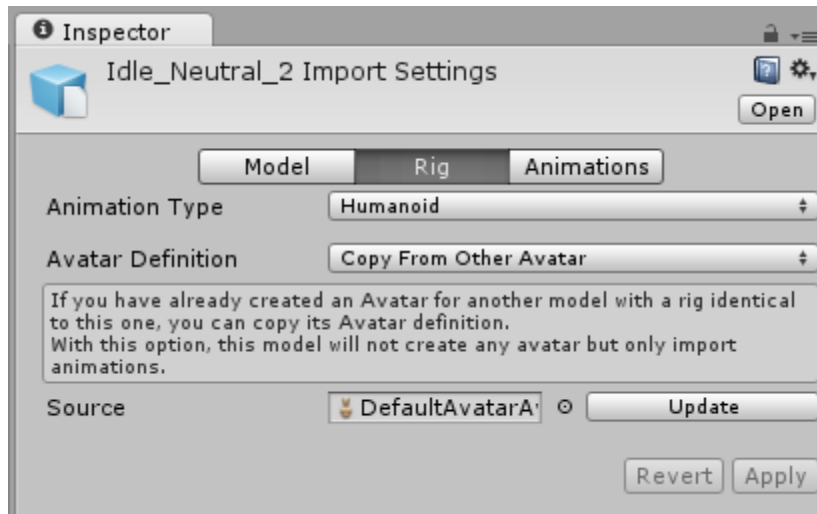 Inspector
Idle_Neutral_2 Import Settings
Open
Model Rig Animations
Animation Type Humanoid
Avatar Definition Copy From Other Avatar
If you have already created an Avatar for another model with a rig identical
to this one, you can copy its Avatar definition.
With this option, this model will not create any avatar but only import
animations.
Source DefaultAvatarA Update
Revert Apply